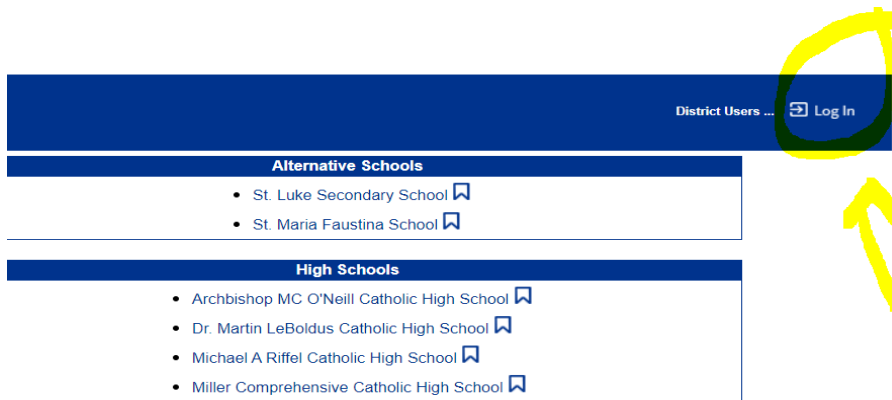 District Users ... Log In
Alternative Schools
St. Luke Secondary School
St. Maria Faustina School
High Schools
Archbishop MC O'Neill Catholic High School
Dr. Martin LeBoldus Catholic High School
Michael A Riffel Catholic High School
Miller Comprehensive Catholic High School